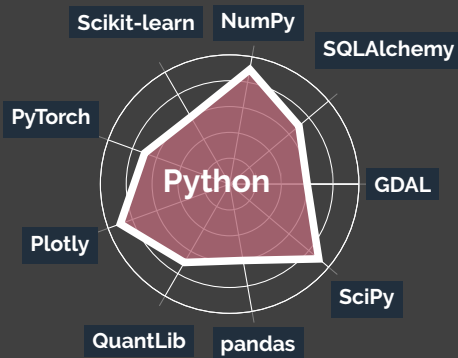 Scikit-learn
NumPy
SQLAlchemy
PyTorch
Python
GDAL
Plotly
SciPy
QuantLib
pandas